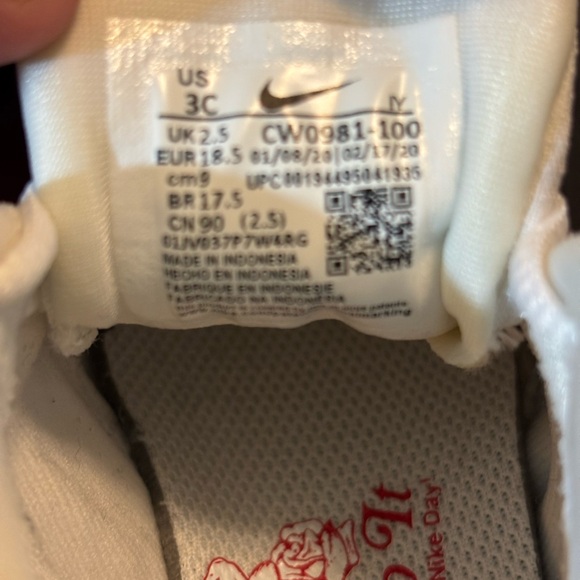 US
3C
IY
UK 2.5 CW0981-100
EUR 18.5 01/08/20 | 02/17/20
cm 9 UPC 00194495041935
BR 17.5
CN 90 (2.5)
01JV037P7W4RG
MADE IN INDONESIA
HECHO EN INDONESIA
FABRIQUE EN INDONESIE
FABRICADO NA INDONESIA
It
Nike Day'